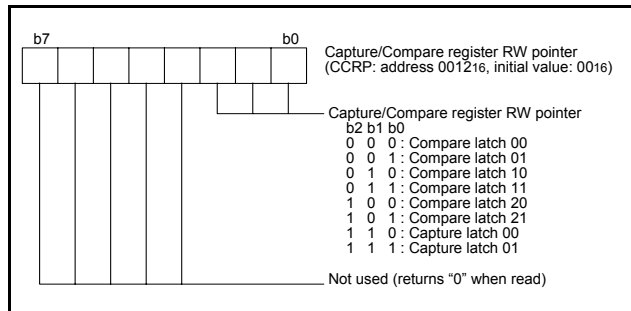 b7 b0
Capture/Compare register RW pointer
(CCRP: address 001216, initial value: 0016)
Capture/Compare register RW pointer
b2 b1 b0
0 0 0 : Compare latch 00
0 0 1 : Compare latch 01
0 1 0 : Compare latch 10
0 1 1 : Compare latch 11
1 0 0 : Compare latch 20
1 0 1 : Compare latch 21
1 1 0 : Capture latch 00
1 1 1 : Capture latch 01
Not used (returns “0” when read)